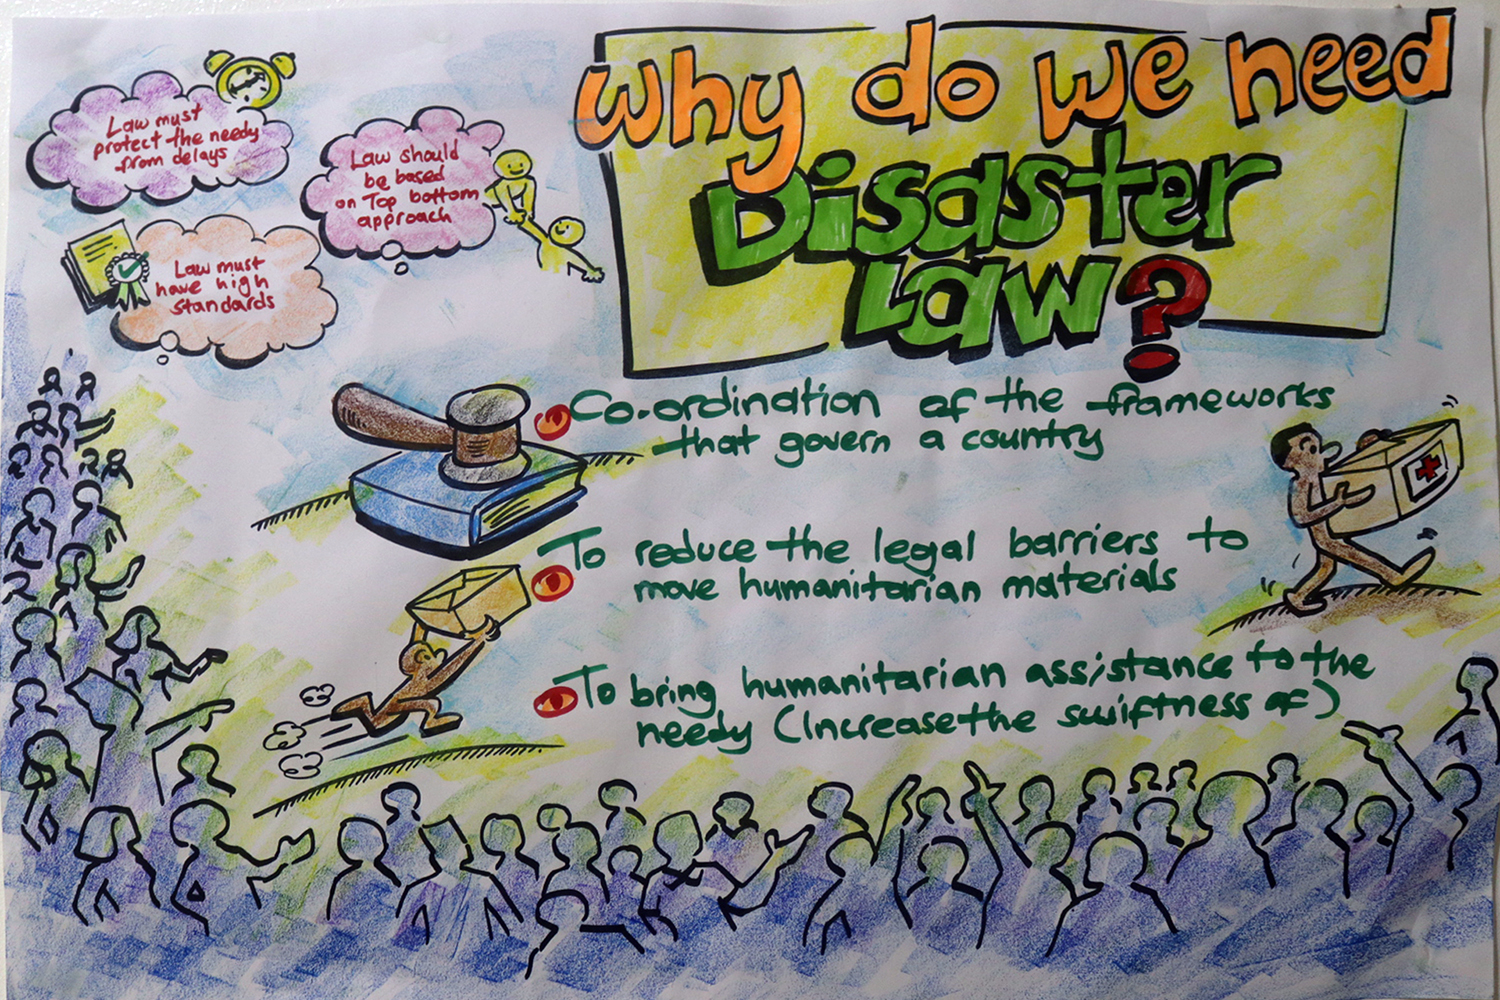 Why do we need
Disaster
Law?
Law must
protect the needy
from delays
Law should
be based
on Top bottom
approach
Law must
have high
standards
Co-ordination of the frameworks
that govern a country
To reduce the legal barriers to
move humanitarian materials
To bring humanitarian assistance to the
needy (Increase the swiftness of)